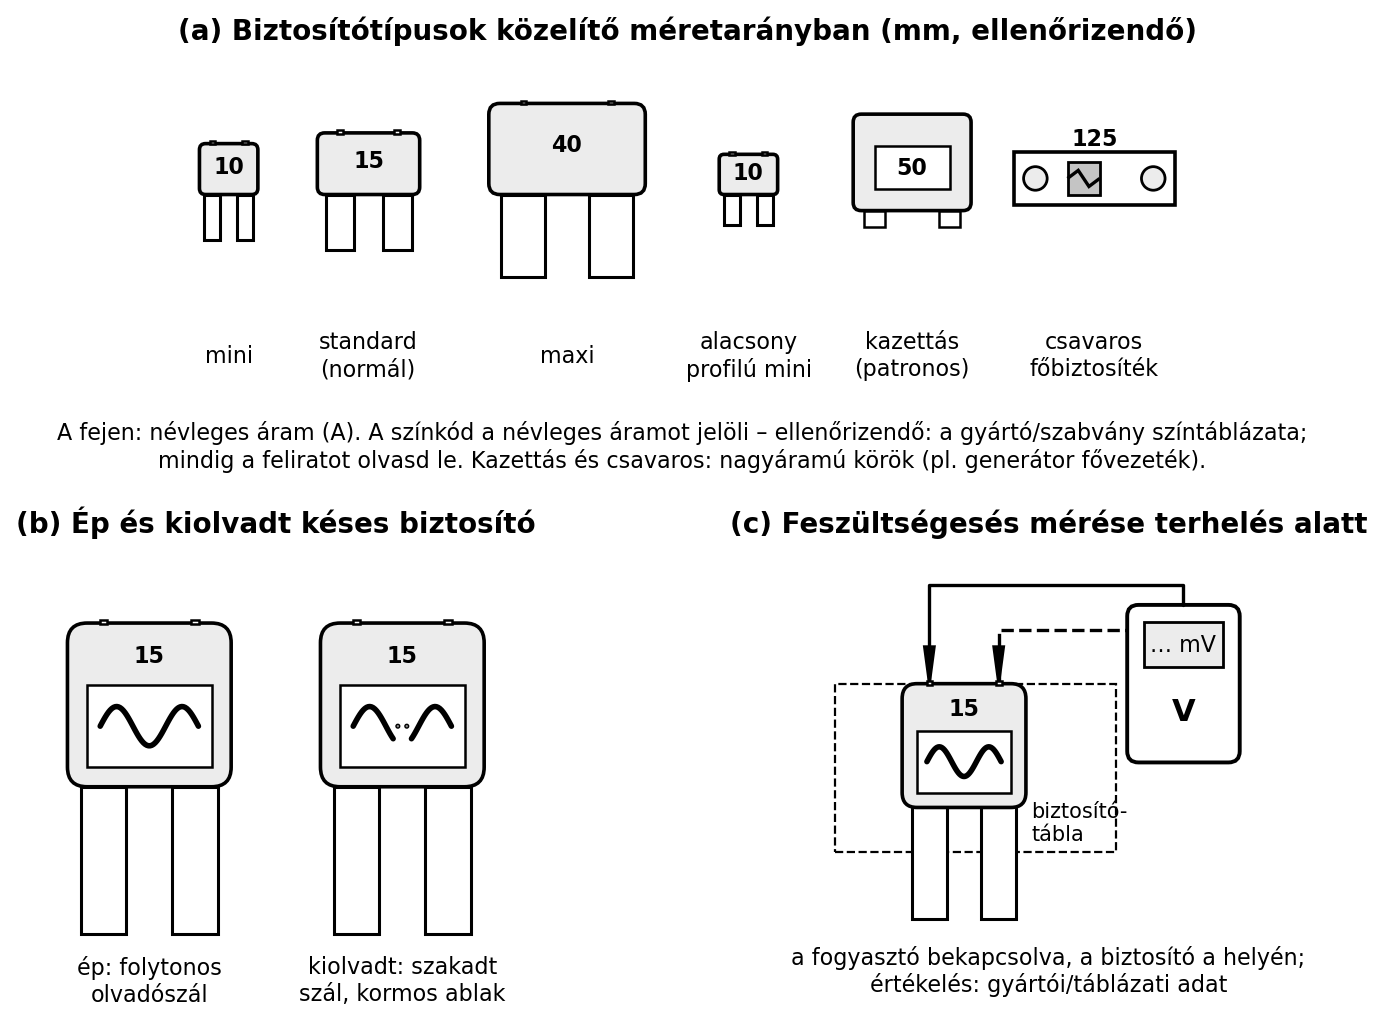 (a) Biztosítótípusok közelítő méretarányban (mm, ellenőrizendő)
10
15
40
10
50
125
mini
standard
(normál)
maxi
alacsony
profilú mini
kazettás
(patronos)
csavaros
főbiztosíték
A fejen: névleges áram (A). A színkód a névleges áramot jelöli – ellenőrizendő: a gyártó/szabvány színtáblázata;
mindig a feliratot olvasd le. Kazettás és csavaros: nagyáramú körök (pl. generátor fővezeték).
(b) Ép és kiolvadt késes biztosító
15
15
ép: folytonos
olvadószál
kiolvadt: szakadt
szál, kormos ablak
(c) Feszültségesés mérése terhelés alatt
... mV
V
15
biztosító-
tábla
a fogyasztó bekapcsolva, a biztosító a helyén;
értékelés: gyártói/táblázati adat